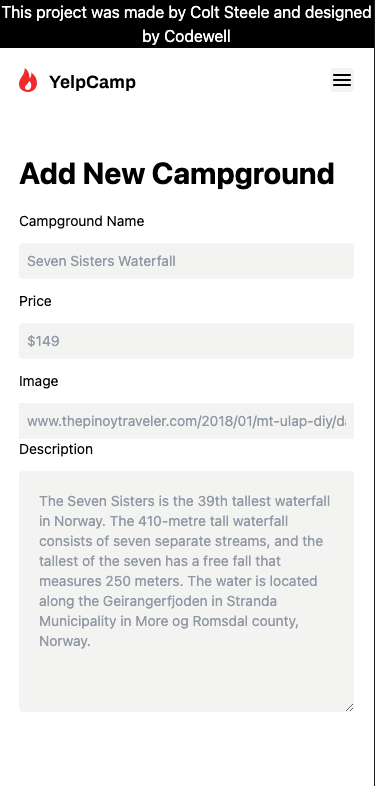 This project was made by Colt Steele and designed
by Codewell
YelpCamp
Add New Campground
Campground Name
Seven Sisters Waterfall
Price
$149
Image
www.thepinoytraveler.com/2018/01/mt-ulap-diy/da
Description
The Seven Sisters is the 39th tallest waterfall
in Norway. The 410-metre tall waterfall
consists of seven separate streams, and the
tallest of the seven has a free fall that
measures 250 meters. The water is located
along the Geirangerfjoden in Stranda
Municipality in More og Romsdal county,
Norway.